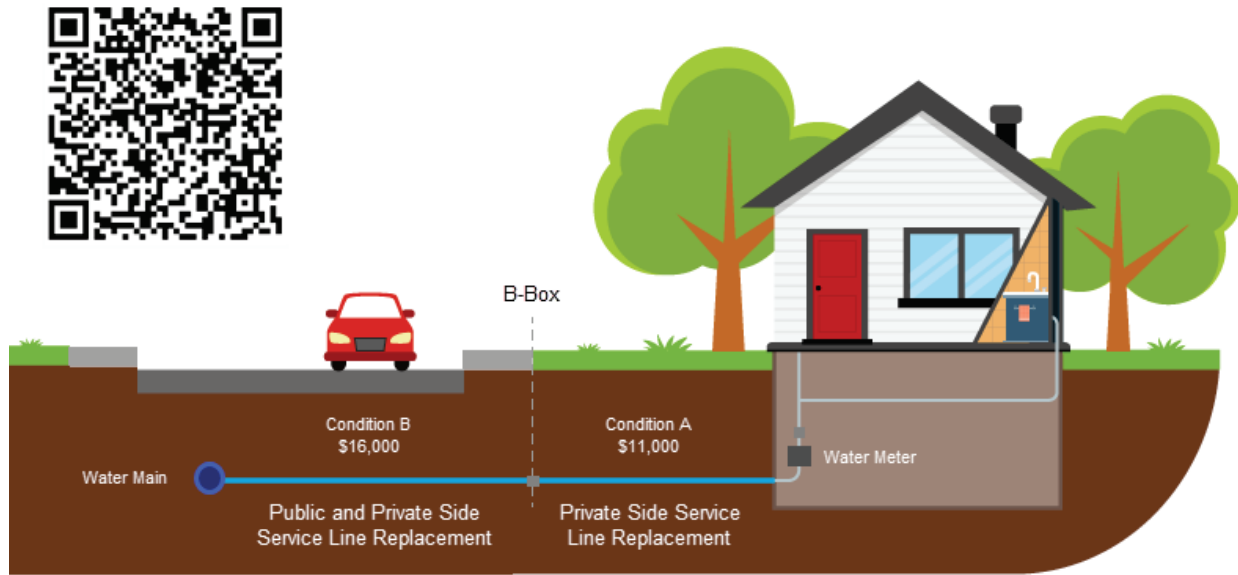 B-Box
Condition B
$16,000
Condition A
$11,000
Water Main
Water Meter
Public and Private Side
Service Line Replacement
Private Side Service
Line Replacement